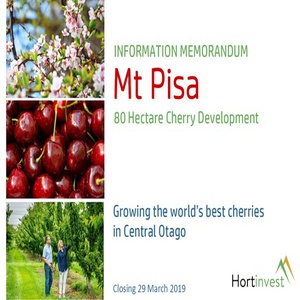 INFORMATION MEMORANDUM
Mt Pisa
80 Hectare Cherry Development
Growing the world's best cherries
in Central Otago
Closing 29 March 2019
Hortinvest